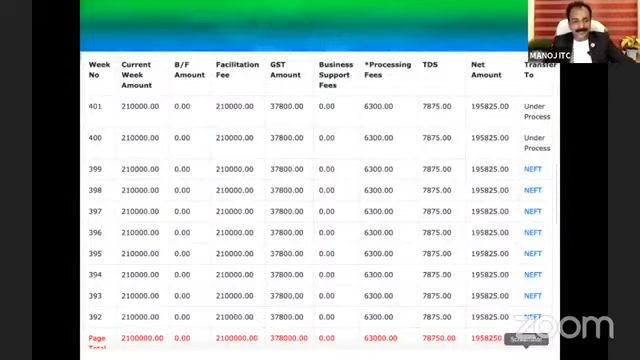 MANOJ ITC
Week No Current Week Amount B/F Amount Facilitation Fee GST Amount Business Support Fees *Processing Fees TDS Net Amount Transfer To
401 210000.00 0.00 210000.00 37800.00 0.00 6300.00 7875.00 195825.00 Under Process
400 210000.00 0.00 210000.00 37800.00 0.00 6300.00 7875.00 195825.00 Under Process
399 210000.00 0.00 210000.00 37800.00 0.00 6300.00 7875.00 195825.00 NEFT
398 210000.00 0.00 210000.00 37800.00 0.00 6300.00 7875.00 195825.00 NEFT
397 210000.00 0.00 210000.00 37800.00 0.00 6300.00 7875.00 195825.00 NEFT
396 210000.00 0.00 210000.00 37800.00 0.00 6300.00 7875.00 195825.00 NEFT
395 210000.00 0.00 210000.00 37800.00 0.00 6300.00 7875.00 195825.00 NEFT
394 210000.00 0.00 210000.00 37800.00 0.00 6300.00 7875.00 195825.00 NEFT
393 210000.00 0.00 210000.00 37800.00 0.00 6300.00 7875.00 195825.00 NEFT
392 210000.00 0.00 210000.00 37800.00 0.00 6300.00 7875.00 195825.00 NEFT
Page Total 2100000.00 0.00 2100000.00 378000.00 0.00 63000.00 78750.00 1958250
zoom